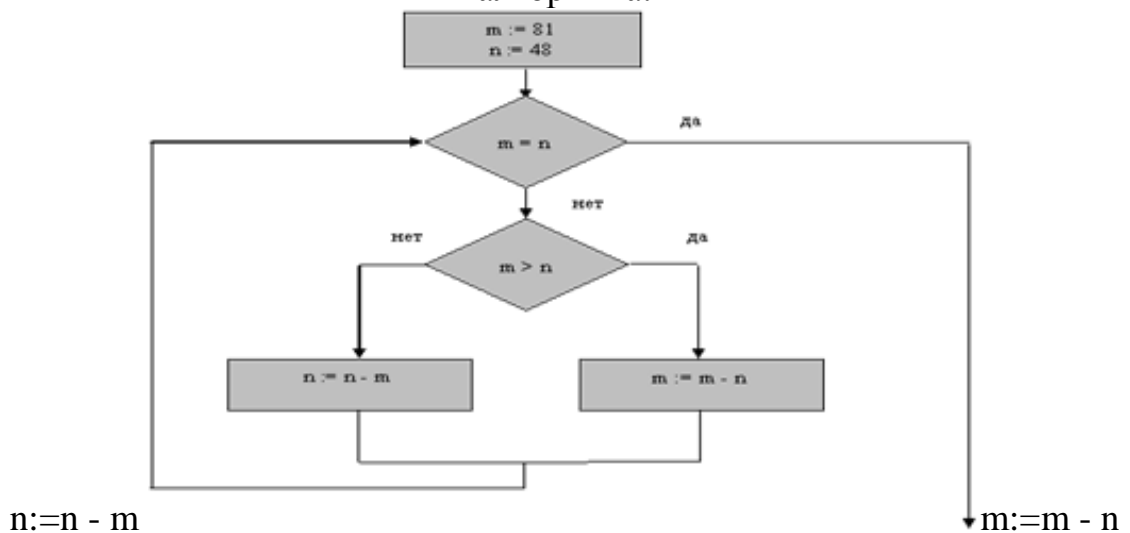 m := 81
n := 48
да
m = n
нет
нет
да
m > n
n := n - m
m := m - n
n:=n - m
m:=m - n